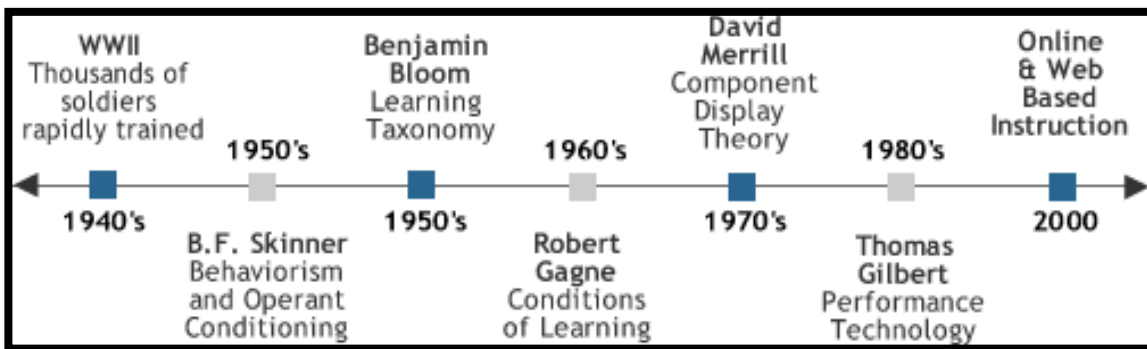 WWII
Thousands of
soldiers
rapidly trained
1940's
1950's
B.F. Skinner
Behaviorism
and Operant
Conditioning
Benjamin
Bloom
Learning
Taxonomy
1950's
1960's
Robert
Gagne
Conditions
of Learning
David
Merrill
Component
Display
Theory
1970's
1980's
Thomas
Gilbert
Performance
Technology
Online
& Web
Based
Instruction
2000